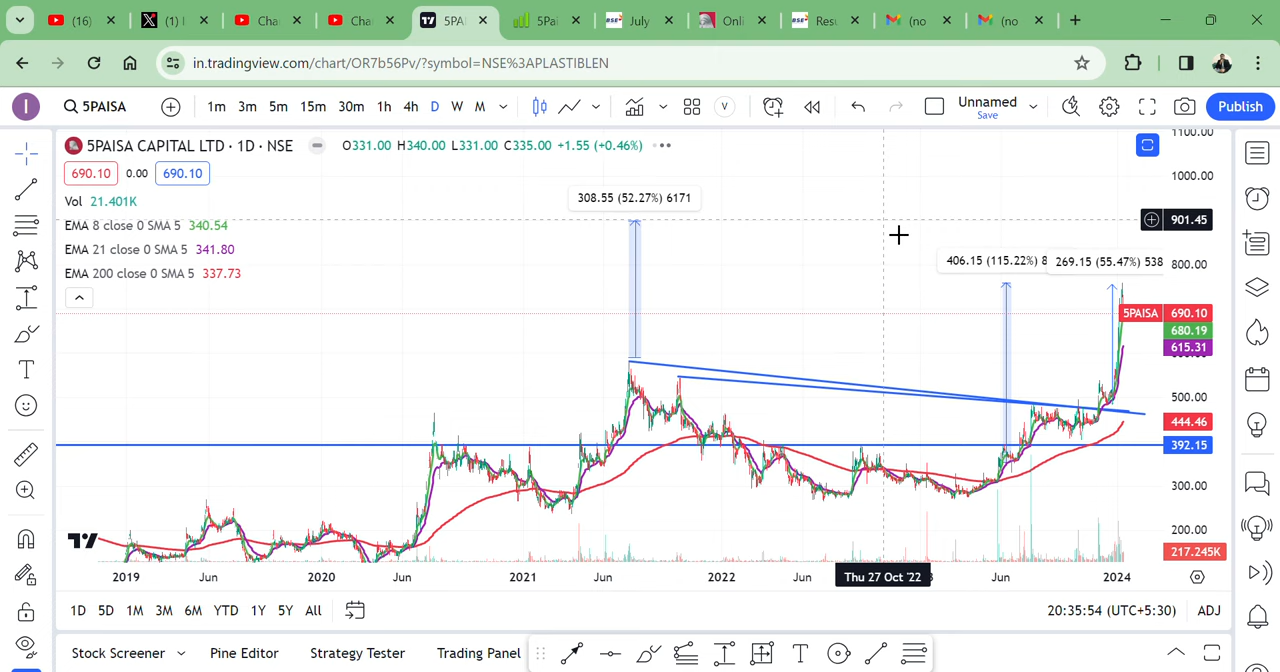 (16)
(1) l
Cha
Cha
5PAI
5Pai
BSE July
Onli
BSE Resu
(no
(no
in.tradingview.com/chart/OR7b56Pv/?symbol=NSE%3APLASTIBLEN
I
5PAISA
1m 3m 5m 15m 30m 1h 4h D W M
V
Unnamed
Save
Publish
5PAISA CAPITAL LTD · 1D · NSE
O331.00 H340.00 L331.00 C335.00 +1.55 (+0.46%)
690.10 0.00 690.10
Vol 21.401K
EMA 8 close 0 SMA 5 340.54
EMA 21 close 0 SMA 5 341.80
EMA 200 close 0 SMA 5 337.73
308.55 (52.27%) 6171
406.15 (115.22%) 8
269.15 (55.47%) 538
1100.00
1000.00
901.45
800.00
5PAISA 690.10
680.19
615.31
500.00
444.46
392.15
300.00
200.00
217.245K
2019 Jun 2020 Jun 2021 Jun 2022 Jun Thu 27 Oct '22 Jun 2024
1D 5D 1M 3M 6M YTD 1Y 5Y All
20:35:54 (UTC+5:30) ADJ
Stock Screener Pine Editor Strategy Tester Trading Panel